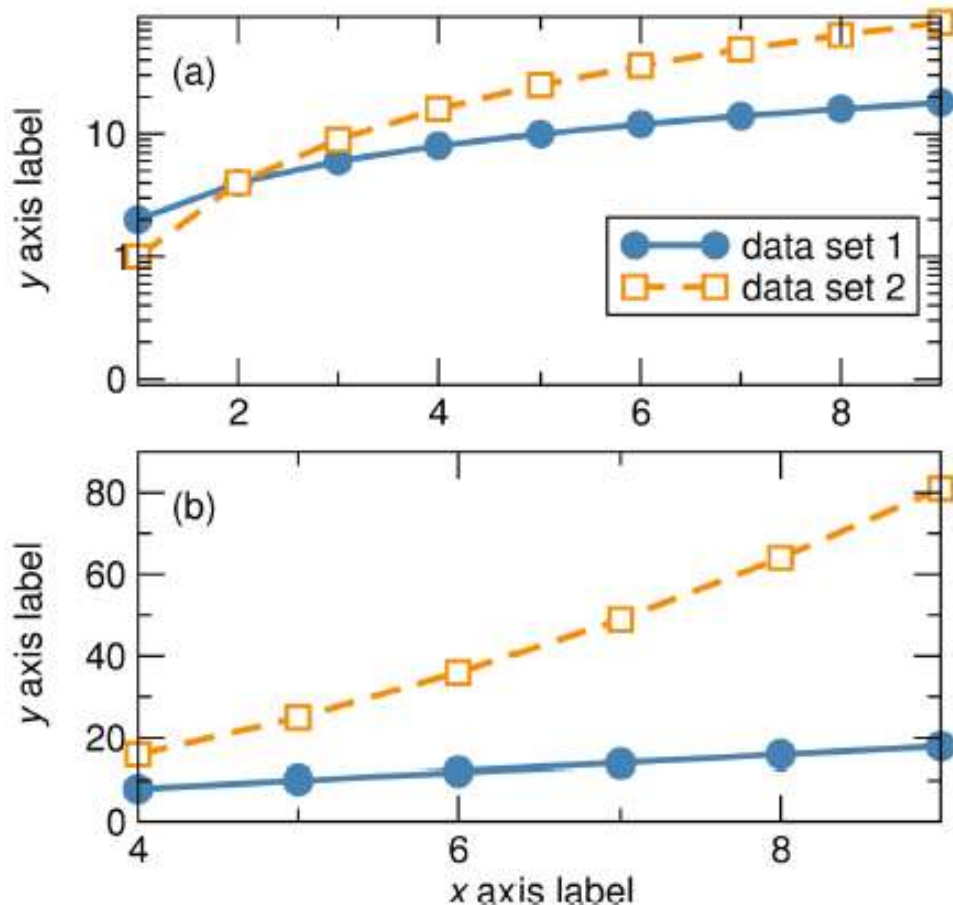 (a)
y axis label
10
1
0
data set 1
data set 2
2
4
6
8
(b)
y axis label
80
60
40
20
0
4
6
8
x axis label